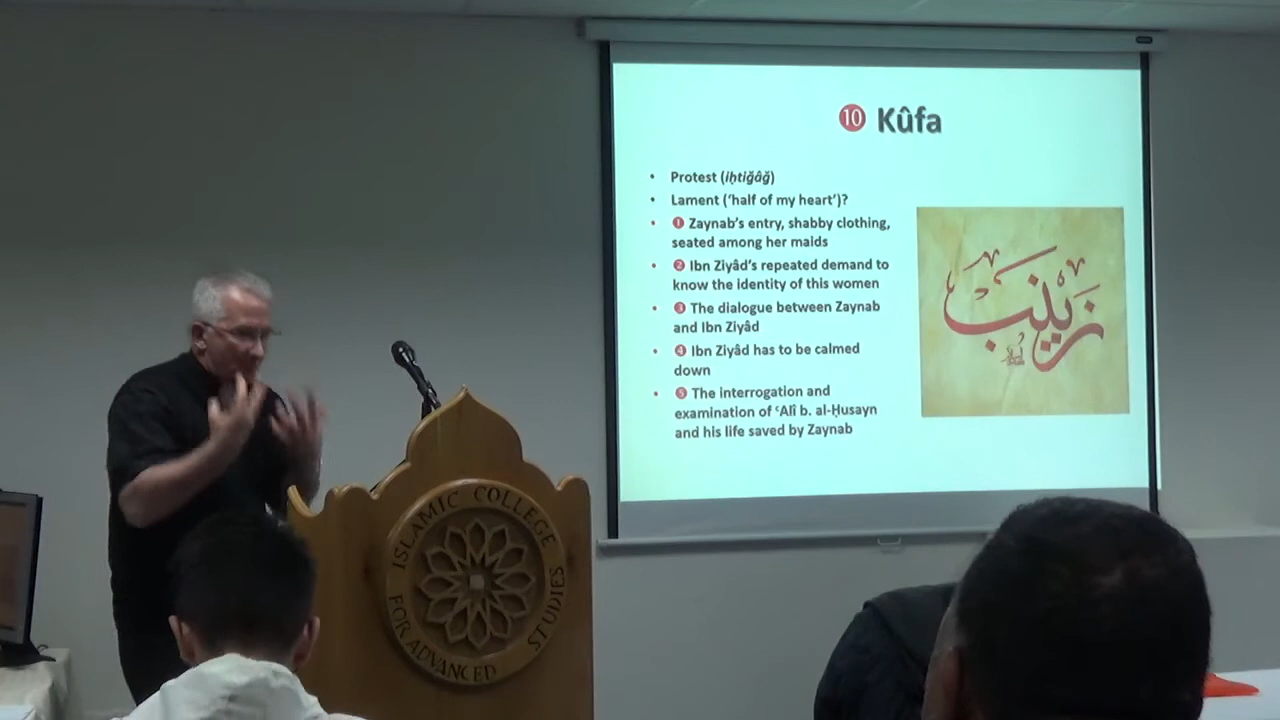 ❿ Kûfa
• Protest (iḥtiğâğ)
• Lament (‘half of my heart’)?
• ❶ Zaynab’s entry, shabby clothing,
seated among her maids
• ❷ Ibn Ziyâd’s repeated demand to
know the identity of this women
• ❸ The dialogue between Zaynab
and Ibn Ziyâd
• ❹ Ibn Ziyâd has to be calmed
down
• ❺ The interrogation and
examination of ʿAlî b. al-Ḥusayn
and his life saved by Zaynab
زينب
ISLAMIC COLLEGE
FOR ADVANCED STUDIES